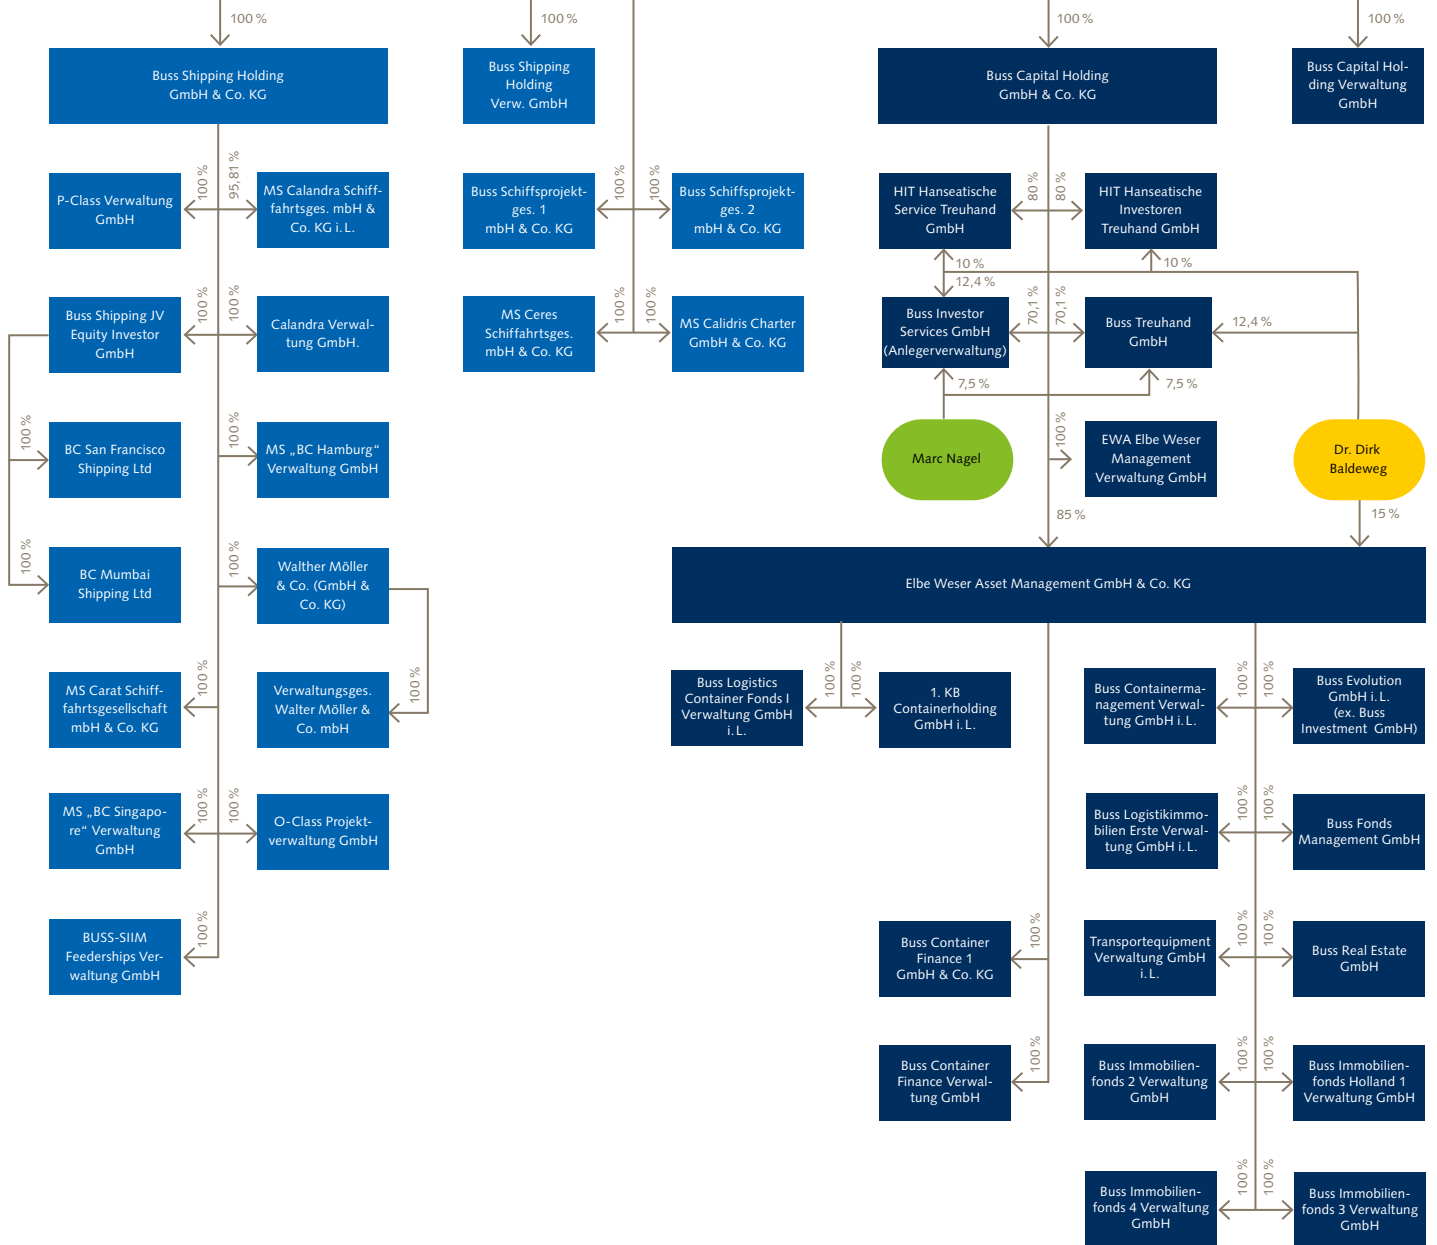 100 %
100 %
100 %
100 %
Buss Shipping Holding
GmbH & Co. KG
Buss Shipping
Holding
Verw. GmbH
Buss Capital Holding
GmbH & Co. KG
Buss Capital Hol-
ding Verwaltung
GmbH
P-Class Verwaltung
GmbH
100 %
95,81 %
MS Calandra Schiff-
fahrtsges. mbH &
Co. KG i. L.
Buss Schiffsprojekt-
ges. 1
mbH & Co. KG
100 %
100 %
Buss Schiffsprojekt-
ges. 2
mbH & Co. KG
HIT Hanseatische
Service Treuhand
GmbH
80 %
80 %
HIT Hanseatische
Investoren
Treuhand GmbH
10 %
12,4 %
10 %
Buss Shipping JV
Equity Investor
GmbH
100 %
100 %
Calandra Verwal-
tung GmbH.
MS Ceres
Schiffahrtsges.
mbH & Co. KG
100 %
100 %
MS Calidris Charter
GmbH & Co. KG
Buss Investor
Services GmbH
(Anlegerverwaltung)
70,1 %
70,1 %
Buss Treuhand
GmbH
12,4 %
7,5 %
7,5 %
100 %
BC San Francisco
Shipping Ltd
100 %
MS „BC Hamburg“
Verwaltung GmbH
Marc Nagel
100 %
EWA Elbe Weser
Management
Verwaltung GmbH
Dr. Dirk
Baldeweg
85 %
15 %
100 %
BC Mumbai
Shipping Ltd
100 %
Walther Möller
& Co. (GmbH &
Co. KG)
Elbe Weser Asset Management GmbH & Co. KG
MS Carat Schiff-
fahrtsgesellschaft
mbH & Co. KG
100 %
Verwaltungsges.
Walter Möller &
Co. mbH
100 %
Buss Logistics
Container Fonds I
Verwaltung GmbH
i. L.
100 %
100 %
1. KB
Containerholding
GmbH i. L.
Buss Containerma-
nagement Verwal-
tung GmbH i. L.
100 %
100 %
Buss Evolution
GmbH i. L.
(ex. Buss
Investment GmbH)
MS „BC Singapo-
re“ Verwaltung
GmbH
100 %
100 %
O-Class Projekt-
verwaltung GmbH
Buss Logistikimmo-
bilien Erste Verwal-
tung GmbH i. L.
100 %
100 %
Buss Fonds
Management GmbH
BUSS-SIIM
Feederships Ver-
waltung GmbH
100 %
Buss Container
Finance 1
GmbH & Co. KG
100 %
Transportequipment
Verwaltung GmbH
i. L.
100 %
100 %
Buss Real Estate
GmbH
Buss Container
Finance Verwal-
tung GmbH
100 %
Buss Immobilien-
fonds 2 Verwaltung
GmbH
100 %
100 %
Buss Immobilien-
fonds Holland 1
Verwaltung GmbH
Buss Immobilien-
fonds 4 Verwaltung
GmbH
100 %
100 %
Buss Immobilien-
fonds 3 Verwaltung
GmbH